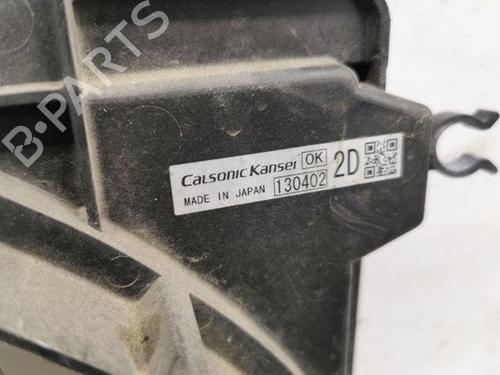 B-PARTS
Calsonic Kansei OK 2D
MADE IN JAPAN 130402